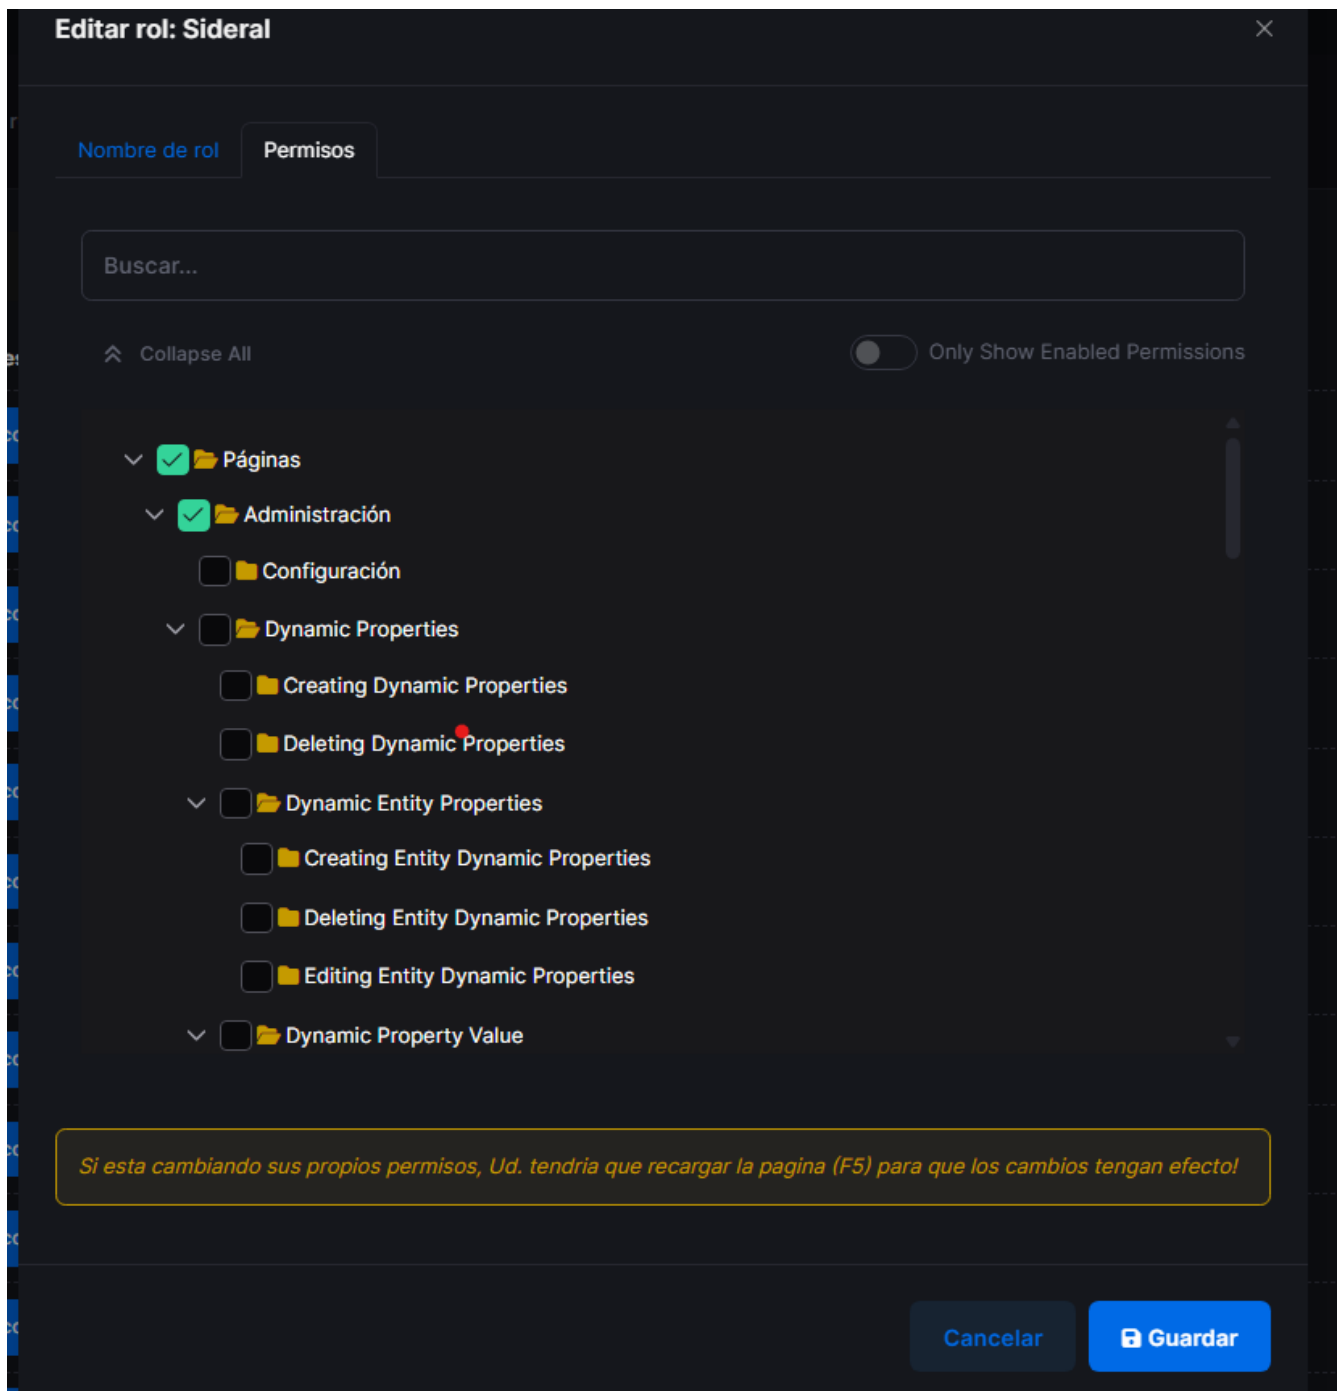 Editar rol: Sideral
Nombre de rol
Permisos
Buscar...
Collapse All
Only Show Enabled Permissions
Páginas
Administración
Configuración
Dynamic Properties
Creating Dynamic Properties
Deleting Dynamic Properties
Dynamic Entity Properties
Creating Entity Dynamic Properties
Deleting Entity Dynamic Properties
Editing Entity Dynamic Properties
Dynamic Property Value
Si esta cambiando sus propios permisos, Ud. tendria que recargar la pagina (F5) para que los cambios tengan efecto!
Cancelar
Guardar